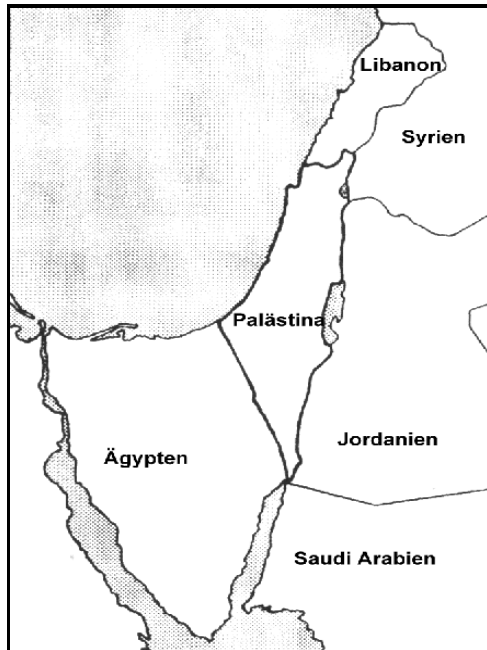 Libanon
Syrien
Palästina
Ägypten
Jordanien
Saudi Arabien